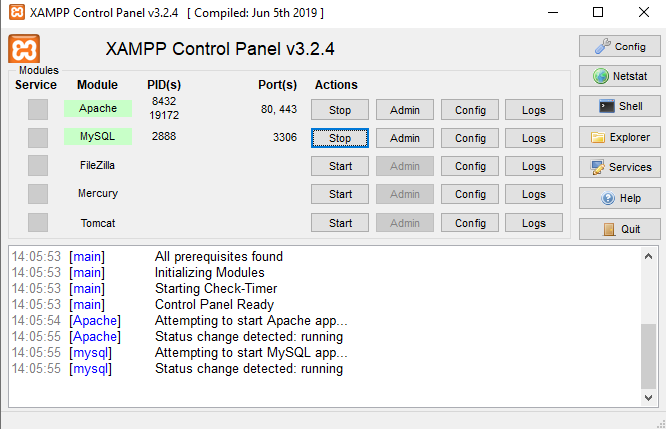 XAMPP Control Panel v3.2.4 [ Compiled: Jun 5th 2019 ]
XAMPP Control Panel v3.2.4
Config
Modules
Service Module PID(s) Port(s) Actions
Netstat
Apache 8432 19172 80, 443 Stop Admin Config Logs
Shell
MySQL 2888 3306 Stop Admin Config Logs
Explorer
FileZilla Start Admin Config Logs
Services
Mercury Start Admin Config Logs
Help
Tomcat Start Admin Config Logs
Quit
14:05:53 [main] All prerequisites found
14:05:53 [main] Initializing Modules
14:05:53 [main] Starting Check-Timer
14:05:53 [main] Control Panel Ready
14:05:54 [Apache] Attempting to start Apache app...
14:05:55 [Apache] Status change detected: running
14:05:55 [mysql] Attempting to start MySQL app...
14:05:55 [mysql] Status change detected: running